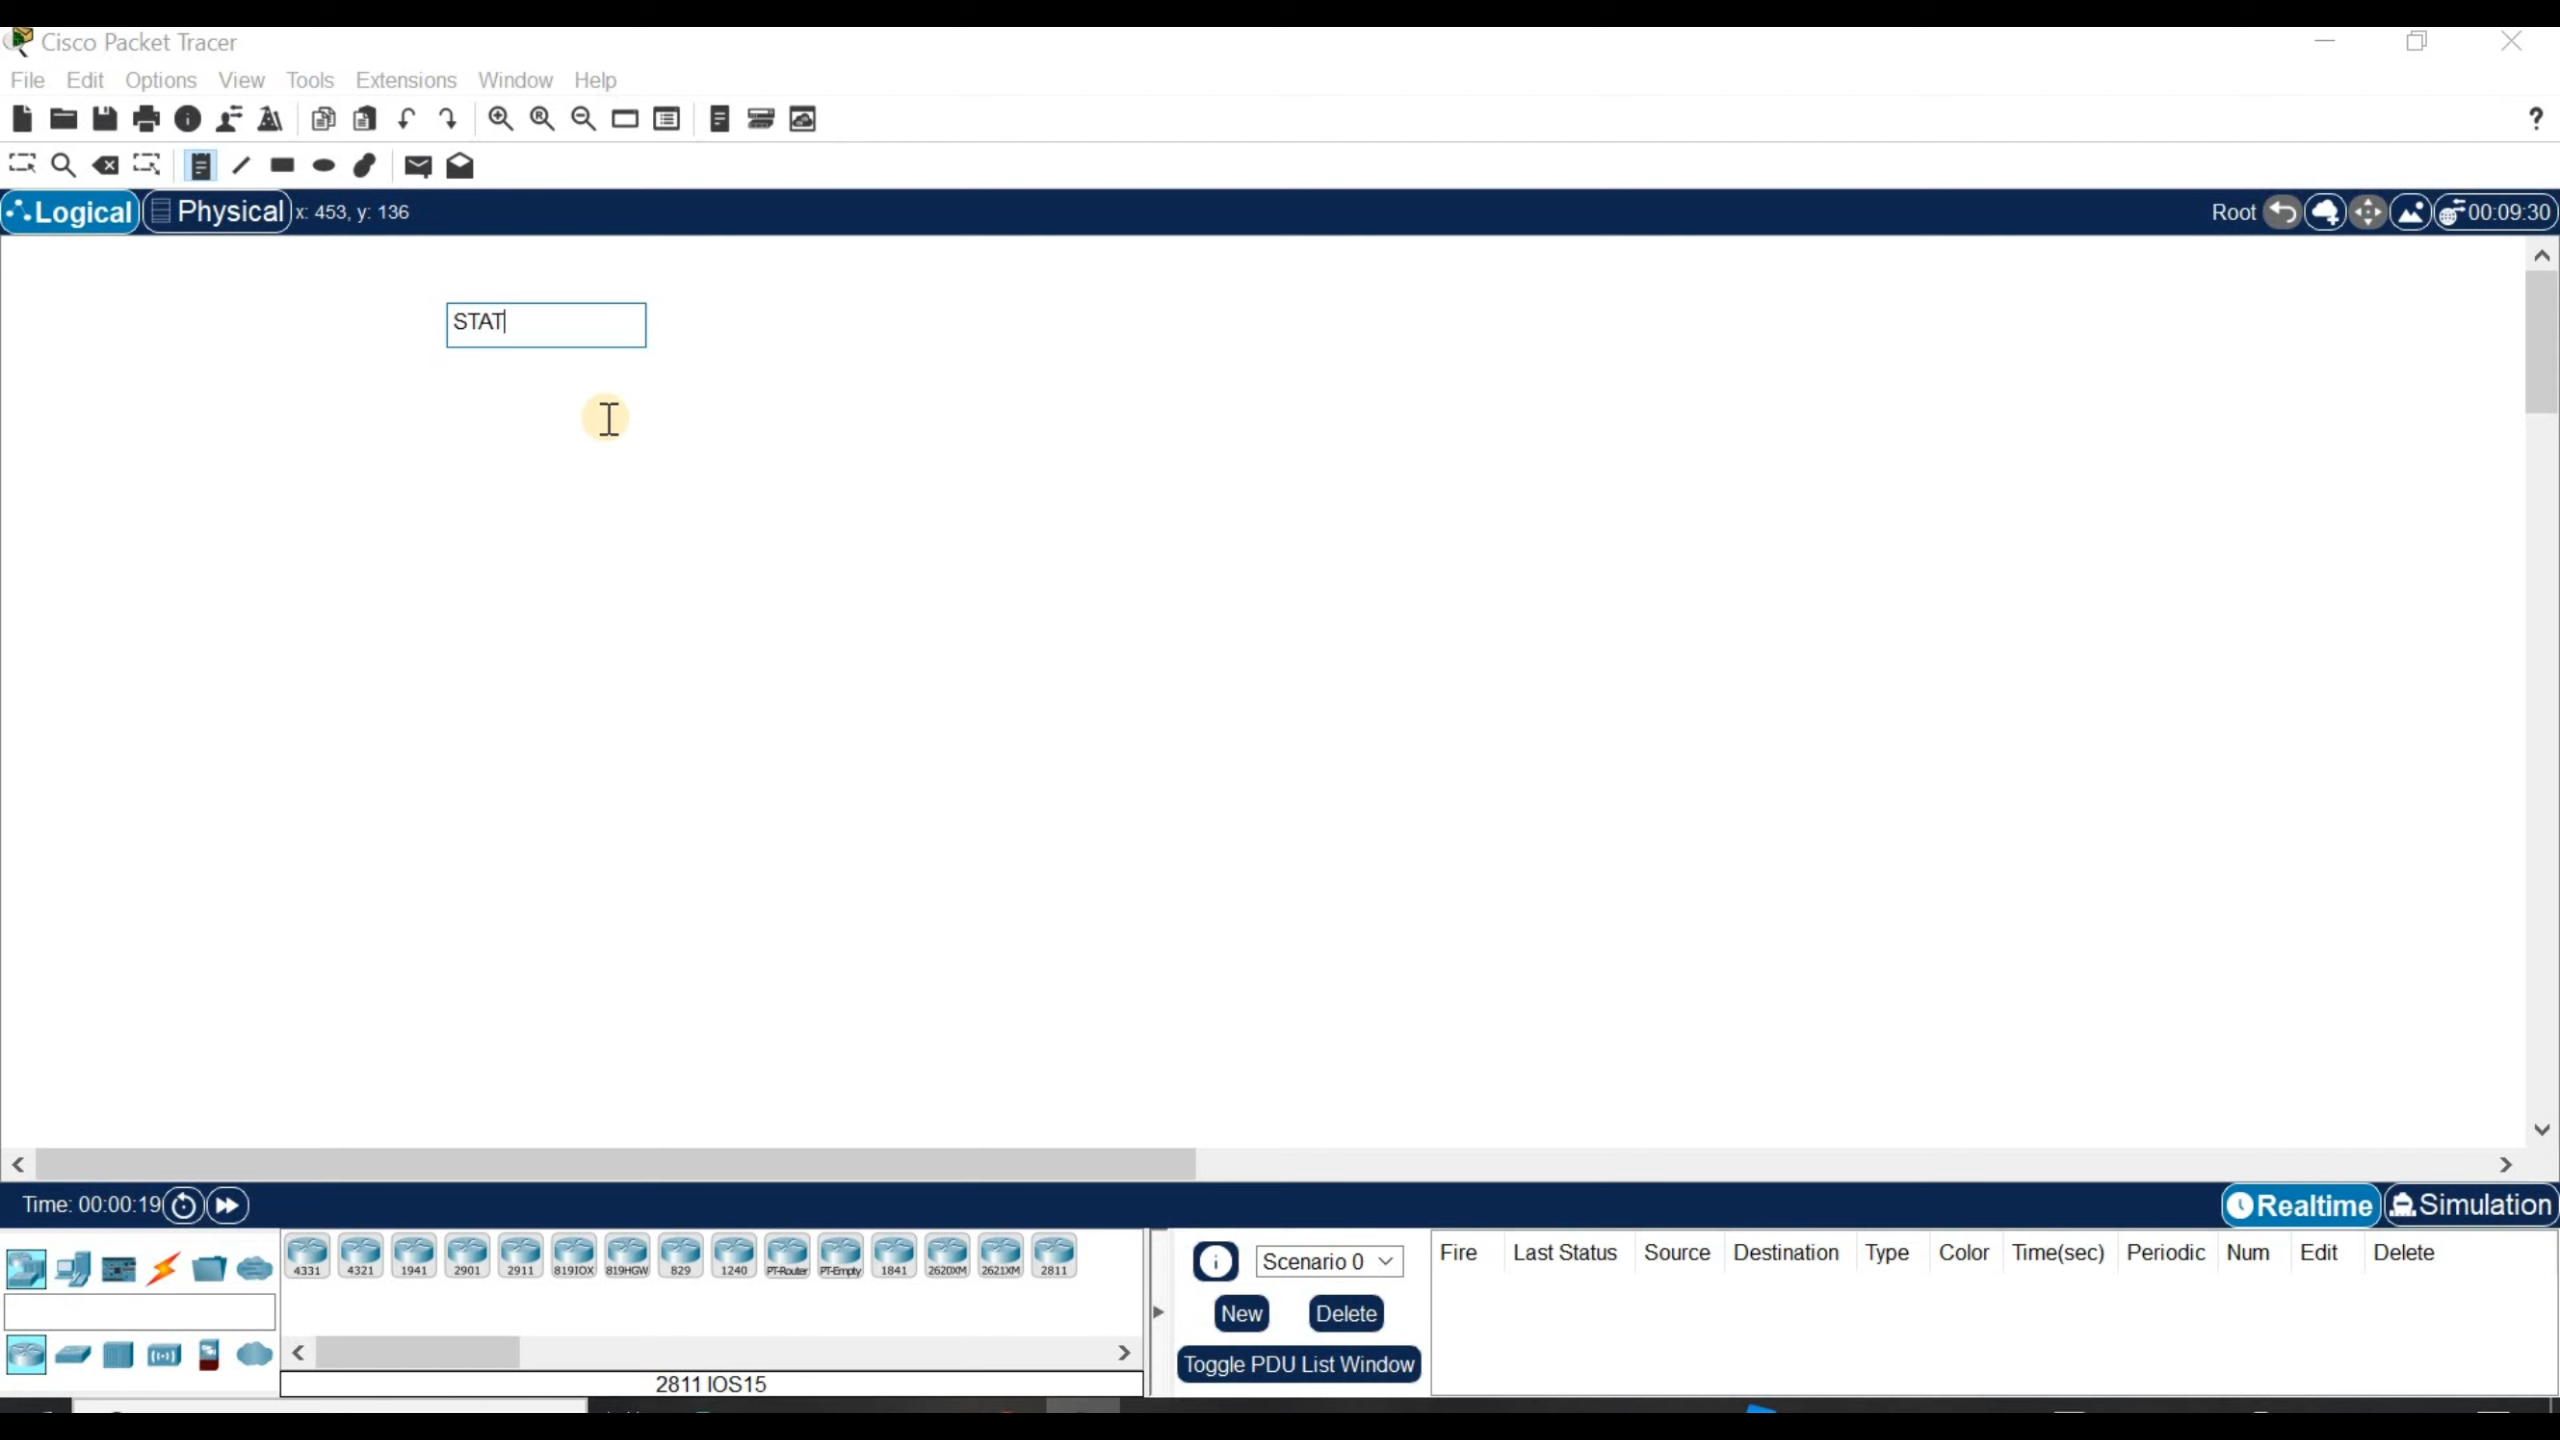 Cisco Packet Tracer
File Edit Options View Tools Extensions Window Help
Logical Physical x: 453, y: 136 Root 00:09:30
STAT
Time: 00:00:19 Realtime Simulation
4331 4321 1941 2901 2911 819IOX 819HGW 829 1240 PT-Router PT-Empty 1841 2620XM 2621XM 2811
Scenario 0
New Delete
Toggle PDU List Window
2811 IOS15
Fire Last Status Source Destination Type Color Time(sec) Periodic Num Edit Delete